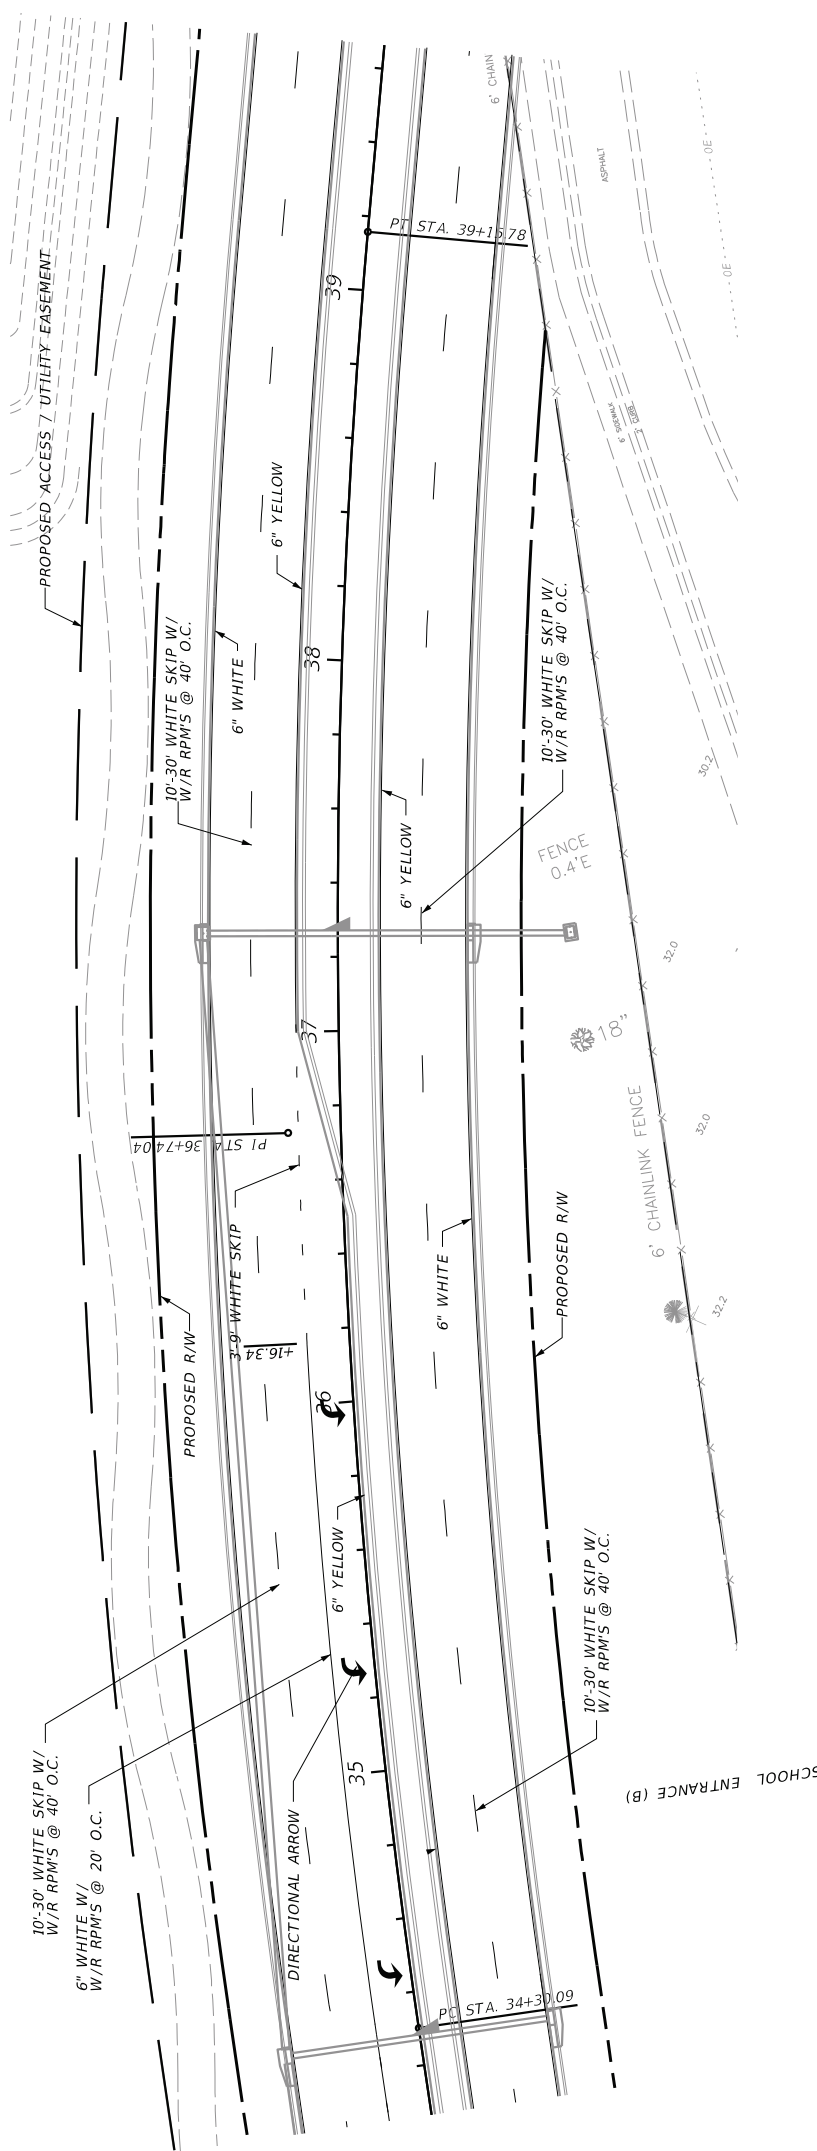 6' CHAIN
ASPHALT
OE
PT STA. 39+15.78
OE
39
PROPOSED ACCESS / UTILITY EASEMENT
6' SIDEWALK
2' CURB
6" YELLOW
10'-30' WHITE SKIP W/
W/R RPM'S @ 40' O.C.
38
6" WHITE
10'-30' WHITE SKIP W/
W/R RPM'S @ 40' O.C.
30.2
6" YELLOW
FENCE
0.4'E
32.0
37
18"
PI STA. 36+74.04
32.0
6' CHAINLINK FENCE
3'-9' WHITE SKIP
6" WHITE
PROPOSED R/W
32.2
PROPOSED R/W
+16.34
36
6" YELLOW
10'-30' WHITE SKIP W/
W/R RPM'S @ 40' O.C.
35
SCHOOL ENTRANCE (B)
10'-30' WHITE SKIP W/
W/R RPM'S @ 40' O.C.
6" WHITE W/
W/R RPM'S @ 20' O.C.
DIRECTIONAL ARROW
PC STA. 34+30.09